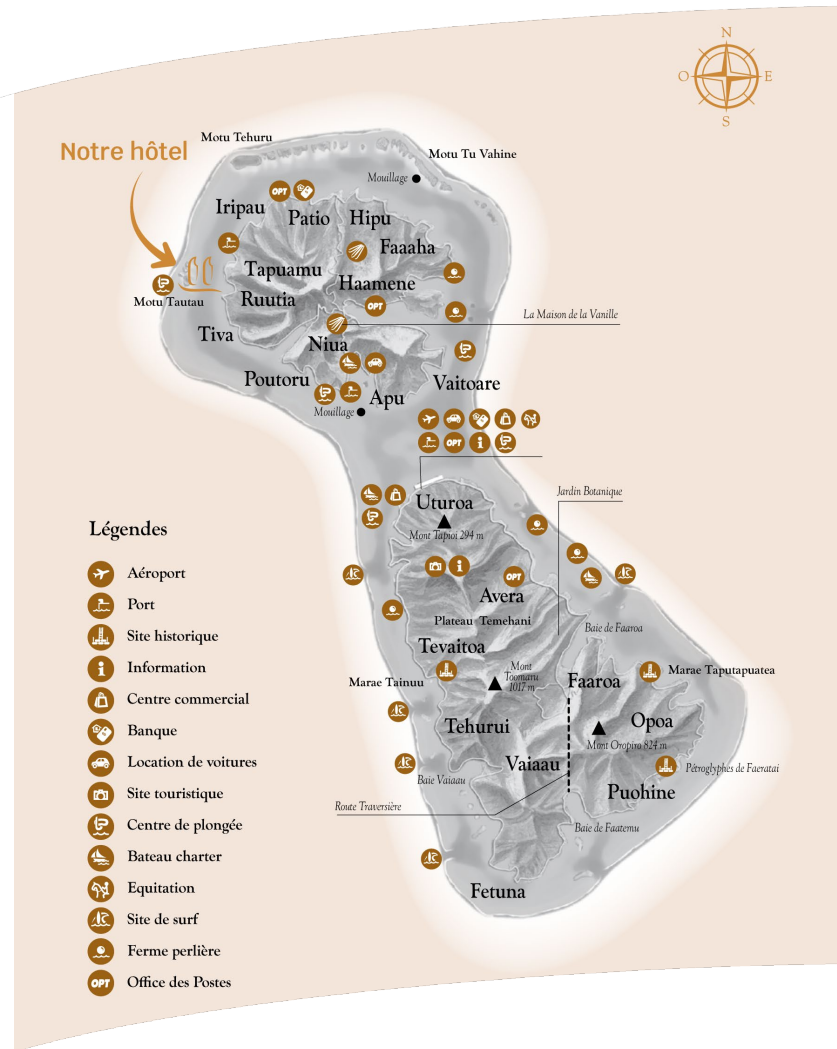 N
O
E
S
Motu Tehuru
Notre hôtel
Motu Tu Vahine
Mouillage
OPT
Iripau
Patio
Hipu
Faaaha
Tapuamu
Haamene
Ruutia
Motu Tautau
OPT
La Maison de la Vanille
Tiva
Niua
Poutoru
Vaitoare
Apu
Mouillage
OPT
i
Jardin Botanique
Uturoa
Mont Tapioi 294 m
Légendes
i
OPT
Aéroport
Avera
Port
Plateau Temehani
Baie de Faaroa
Site historique
Tevaitoa
i
Information
Mont
Toomaru
1017 m
Marae Taputapuatea
Marae Tainuu
Faaroa
Centre commercial
Opoa
Tehurui
Banque
Mont Oropiro 824 m
Location de voitures
Vaiaau
Pétroglyphes de Faeratai
Baie Vaiaau
Site touristique
Puohine
Route Traversière
Centre de plongée
Baie de Faatemu
Bateau charter
Equitation
Fetuna
Site de surf
Ferme perlière
OPT
Office des Postes